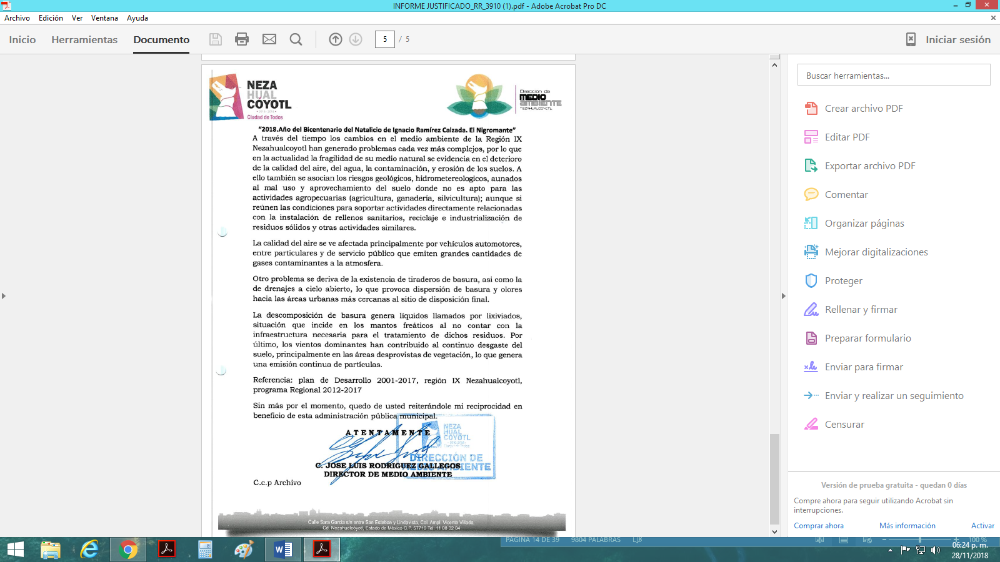 INFORME JUSTIFICADO_RR_3910 (1).pdf - Adobe Acrobat Pro DC
Archivo Edición Ver Ventana Ayuda
Inicio Herramientas Documento 5 / 5 Iniciar sesión
Buscar herramientas...
Crear archivo PDF
Editar PDF
Exportar archivo PDF
Comentar
Organizar páginas
Mejorar digitalizaciones
Proteger
Rellenar y firmar
Preparar formulario
Enviar para firmar
Enviar y realizar un seguimiento
Censurar
Versión de prueba gratuita - quedan 0 días
Compre ahora para seguir utilizando Acrobat sin
interrupciones.
Comprar ahora Más información Activar
NEZA
HUAL
COYOTL
Ciudad de Todos
Dirección de
MEDIO
AMBIENTE
NEZAHUALCÓYOTL
"2018.Año del Bicentenario del Natalicio de Ignacio Ramírez Calzada. El Nigromante"
A través del tiempo los cambios en el medio ambiente de la Región IX
Nezahualcoyotl han generado problemas cada vez más complejos, por lo que
en la actualidad la fragilidad de su medio natural se evidencia en el deterioro
de la calidad del aire, del agua, la contaminación, y erosión de los suelos. A
ello también se asocian los riesgos geológicos, hidrometereologicos, aunados
al mal uso y aprovechamiento del suelo donde no es apto para las
actividades agropecuarias (agricultura, ganadería, silvicultura); aunque si
reúnen las condiciones para soportar actividades directamente relacionadas
con la instalación de rellenos sanitarios, reciclaje e industrialización de
residuos sólidos y otras actividades similares.
La calidad del aire se ve afectada principalmente por vehículos automotores,
entre particulares y de servicio público que emiten grandes cantidades de
gases contaminantes a la atmosfera.
Otro problema se deriva de la existencia de tiraderos de basura, asi como la
de drenajes a cielo abierto, lo que provoca dispersión de basura y olores
hacia las áreas urbanas más cercanas al sitio de disposición final.
La descomposición de basura genera líquidos llamados por lixiviados,
situación que incide en los mantos freáticos al no contar con la
infraestructura necesaria para el tratamiento de dichos residuos. Por
último, los vientos dominantes han contribuido al continuo desgaste del
suelo, principalmente en las áreas desprovistas de vegetación, lo que genera
una emisión continua de partículas.
Referencia: plan de Desarrollo 2001-2017, región IX Nezahualcoyotl,
programa Regional 2012-2017
Sin más por el momento, quedo de usted reiterándole mi reciprocidad en
beneficio de esta administración pública municipal.
A T E N T A M E N T E
NEZA
HUAL
COYOTL
DIRECCIÓN DE
MEDIO AMBIENTE
C. JOSE LUIS RODRIGUEZ GALLEGOS
DIRECTOR DE MEDIO AMBIENTE
C.c.p Archivo
Calle Sara García sin entre San Esteban y Lindavista, Col. Ampl. Vicente Villada,
Cd. Nezahualcóyotl, Estado de México C.P. 57710 Tel: 11 08 32 04
PÁGINA 14 DE 39 9804 PALABRAS 100 %
06:24 p. m.
28/11/2018